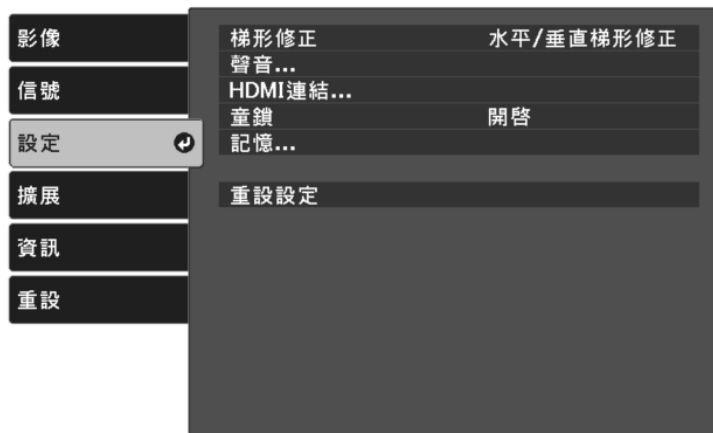 影像
信號
設定
擴展
資訊
重設
梯形修正 水平/垂直梯形修正
聲音...
HDMI連結...
童鎖 開啓
記憶...
重設設定